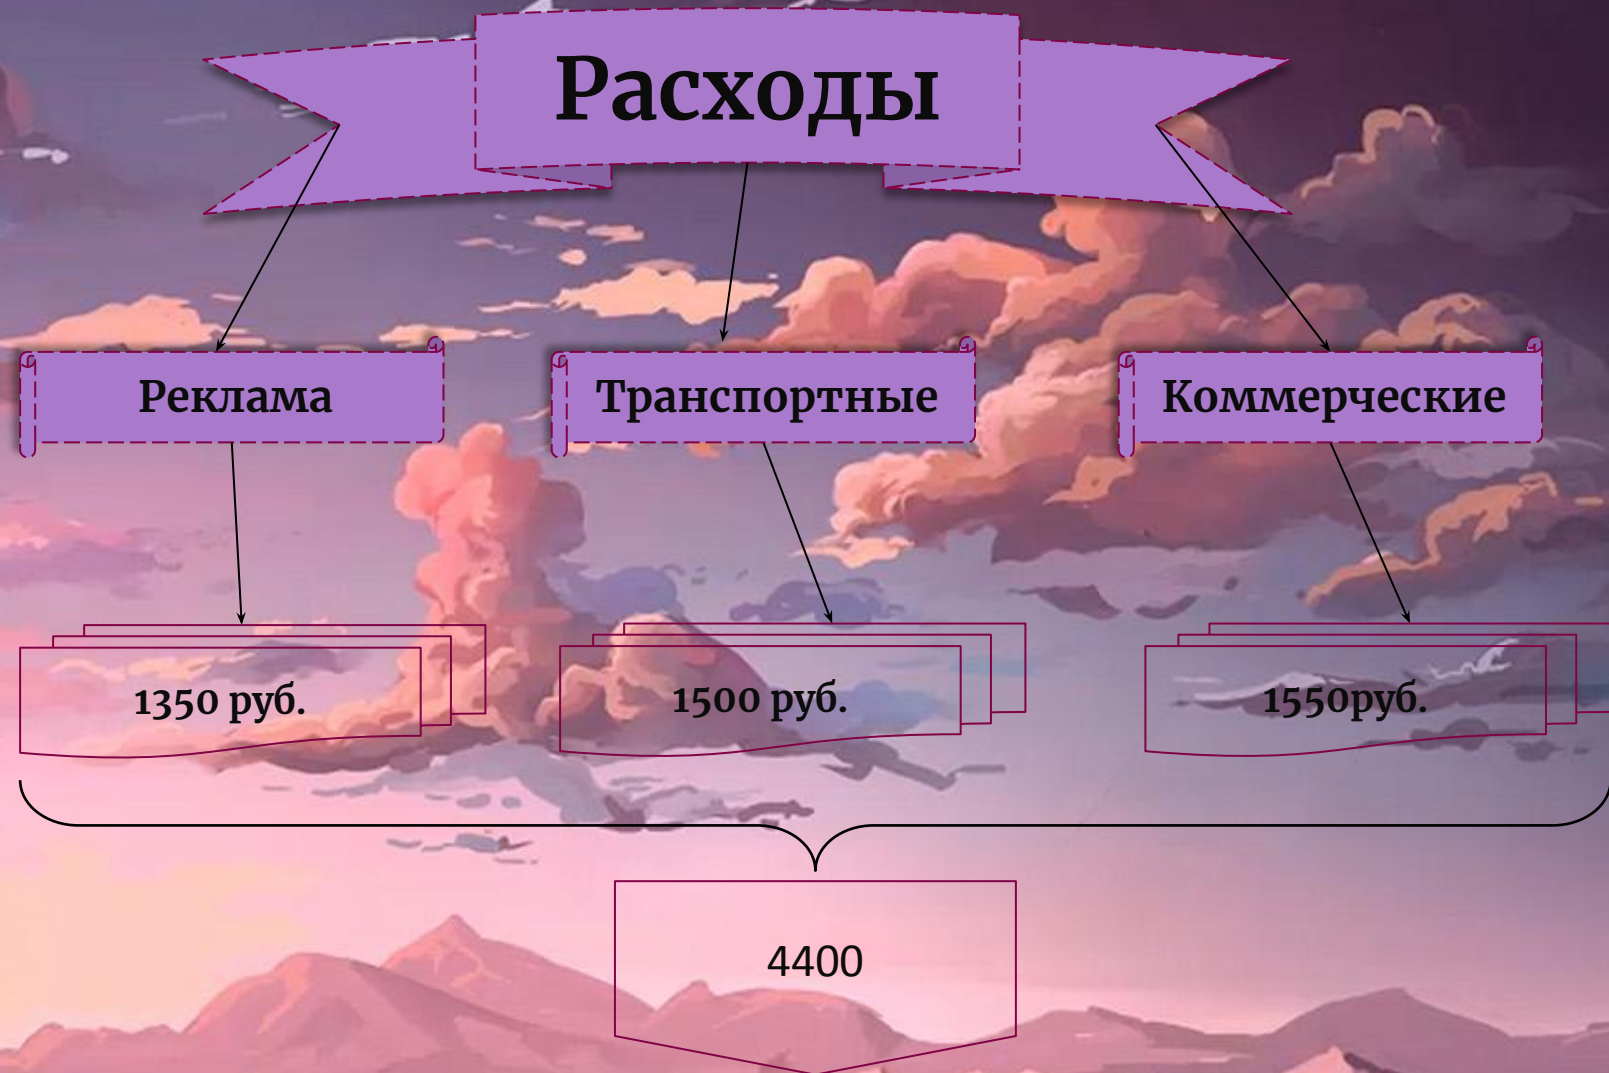 Расходы
Реклама
Транспортные
Коммерческие
1350 руб.
1500 руб.
1550руб.
4400